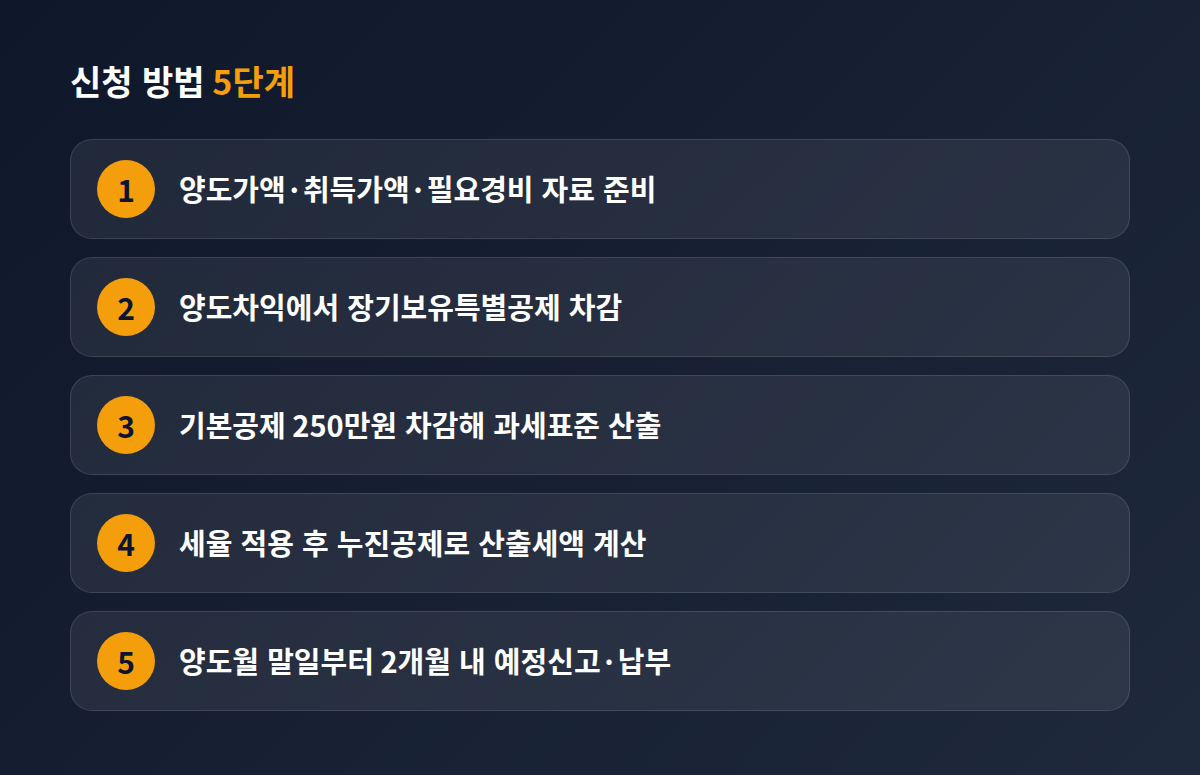 신청 방법 5단계
1 양도가액·취득가액·필요경비 자료 준비
2 양도차익에서 장기보유특별공제 차감
3 기본공제 250만원 차감해 과세표준 산출
4 세율 적용 후 누진공제로 산출세액 계산
5 양도월 말일부터 2개월 내 예정신고·납부